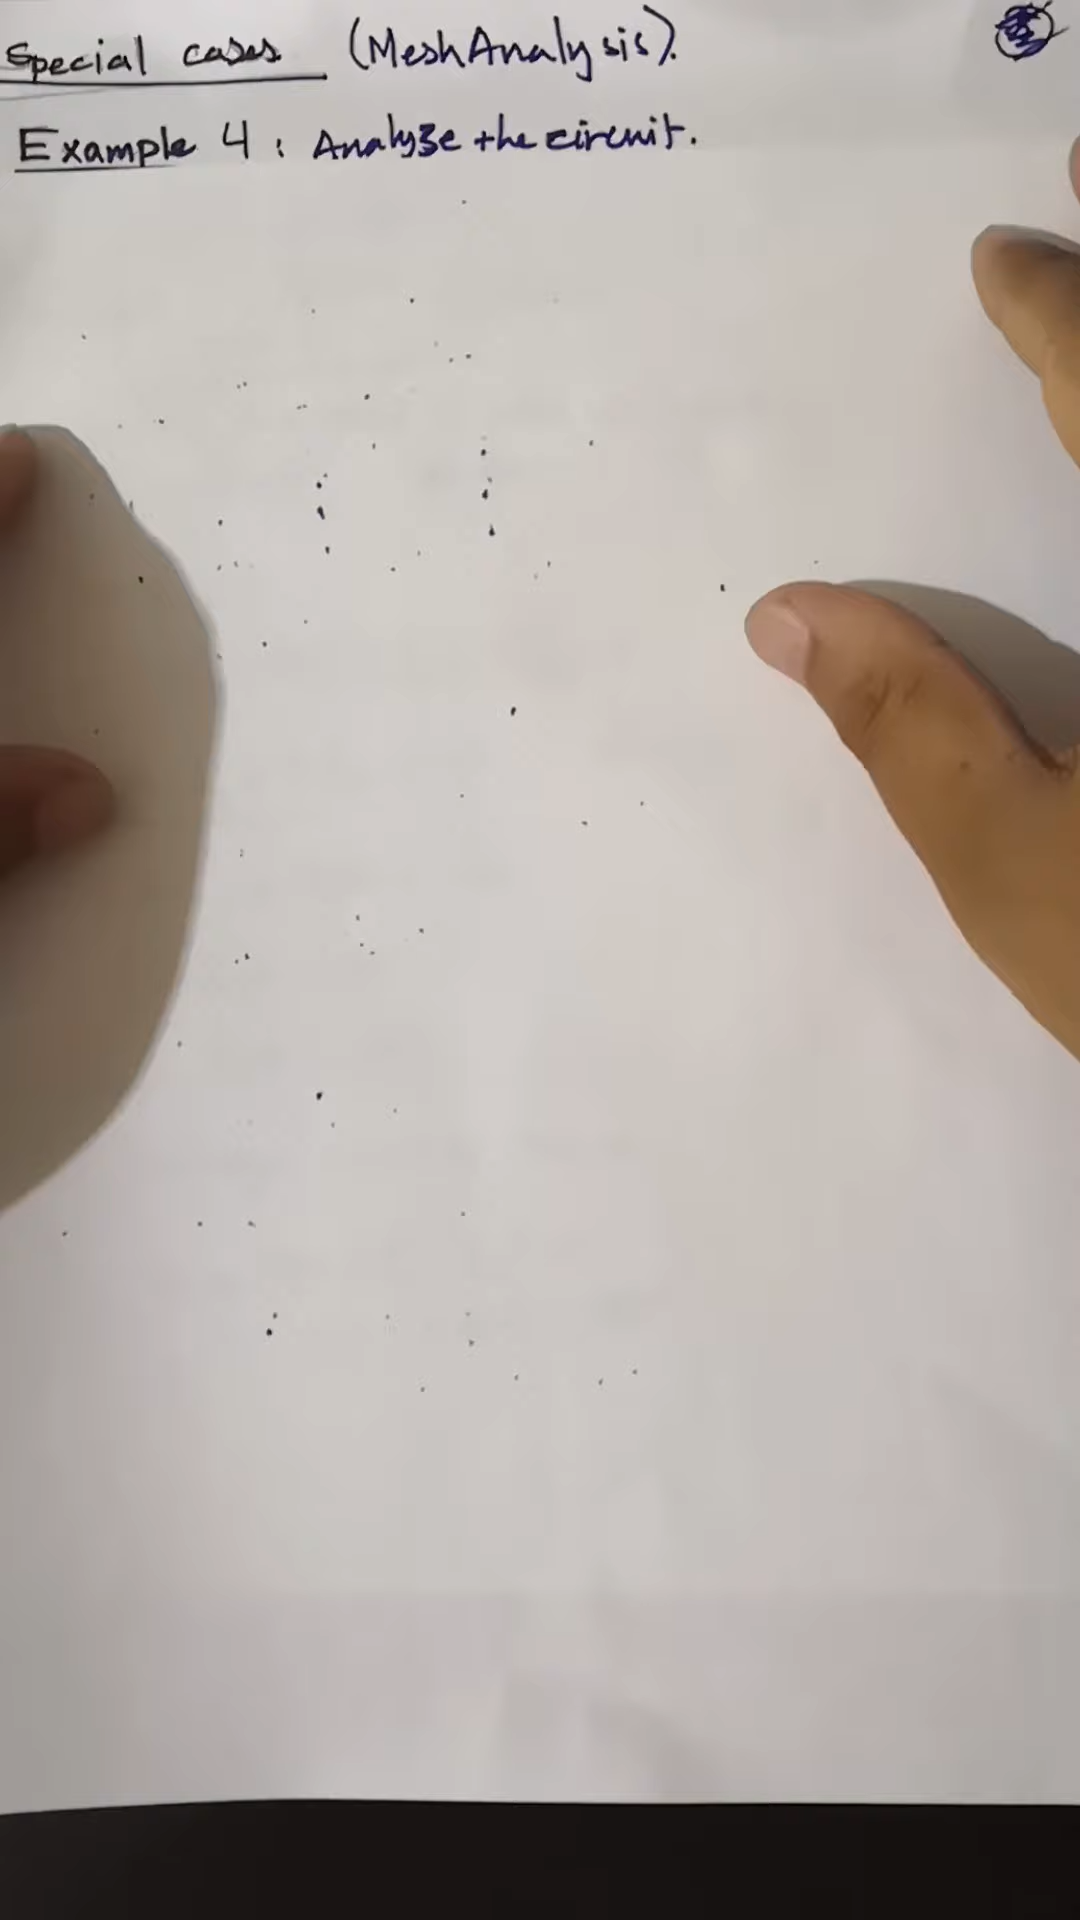 Special cases (Mesh Analysis).
Example 4: Analyze the circuit.